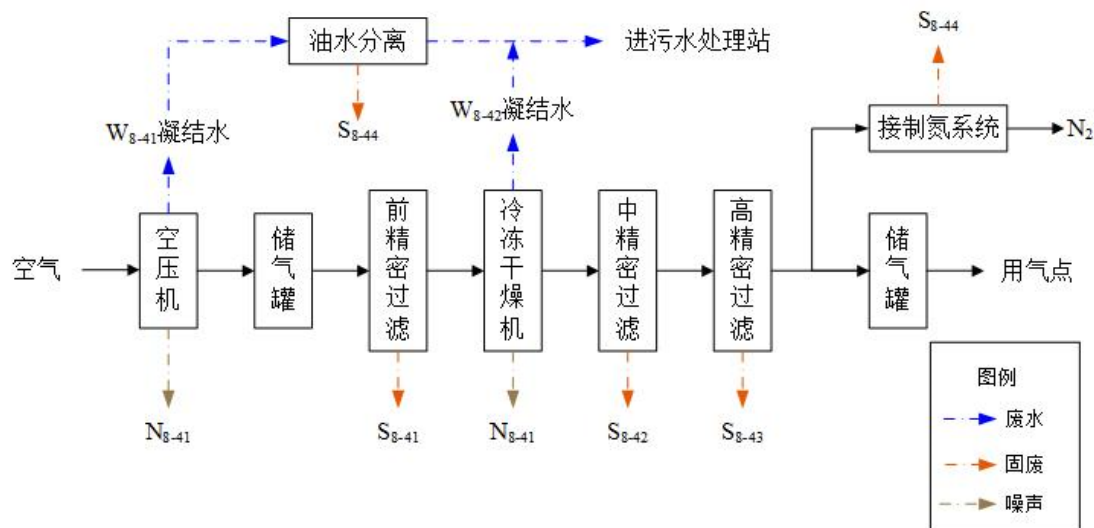 S8-44
油水分离
进污水处理站
W8-41凝结水
S8-44
W8-42凝结水
接制氮系统
N2
空气
空压机
储气罐
前精密过滤
冷冻干燥机
中精密过滤
高精密过滤
储气罐
用气点
N8-41
S8-41
N8-41
S8-42
S8-43
图例
废水
固废
噪声